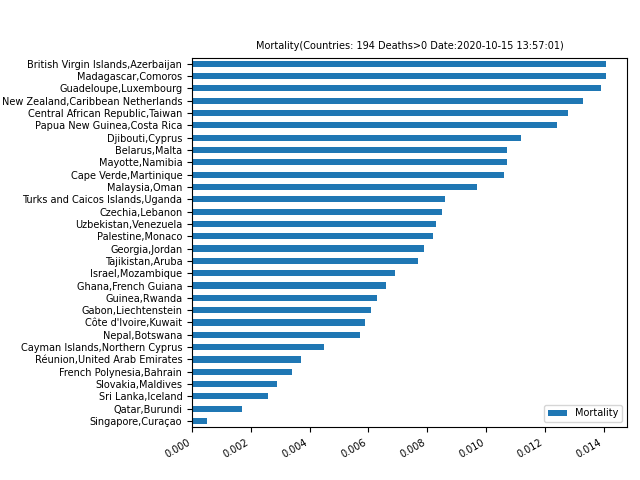 Mortality(Countries: 194 Deaths>0 Date:2020-10-15 13:57:01)
British Virgin Islands,Azerbaijan
Madagascar,Comoros
Guadeloupe,Luxembourg
New Zealand,Caribbean Netherlands
Central African Republic,Taiwan
Papua New Guinea,Costa Rica
Djibouti,Cyprus
Belarus,Malta
Mayotte,Namibia
Cape Verde,Martinique
Malaysia,Oman
Turks and Caicos Islands,Uganda
Czechia,Lebanon
Uzbekistan,Venezuela
Palestine,Monaco
Georgia,Jordan
Tajikistan,Aruba
Israel,Mozambique
Ghana,French Guiana
Guinea,Rwanda
Gabon,Liechtenstein
Côte d'Ivoire,Kuwait
Nepal,Botswana
Cayman Islands,Northern Cyprus
Réunion,United Arab Emirates
French Polynesia,Bahrain
Slovakia,Maldives
Sri Lanka,Iceland
Qatar,Burundi
Singapore,Curaçao
Mortality
0.000 0.002 0.004 0.006 0.008 0.010 0.012 0.014